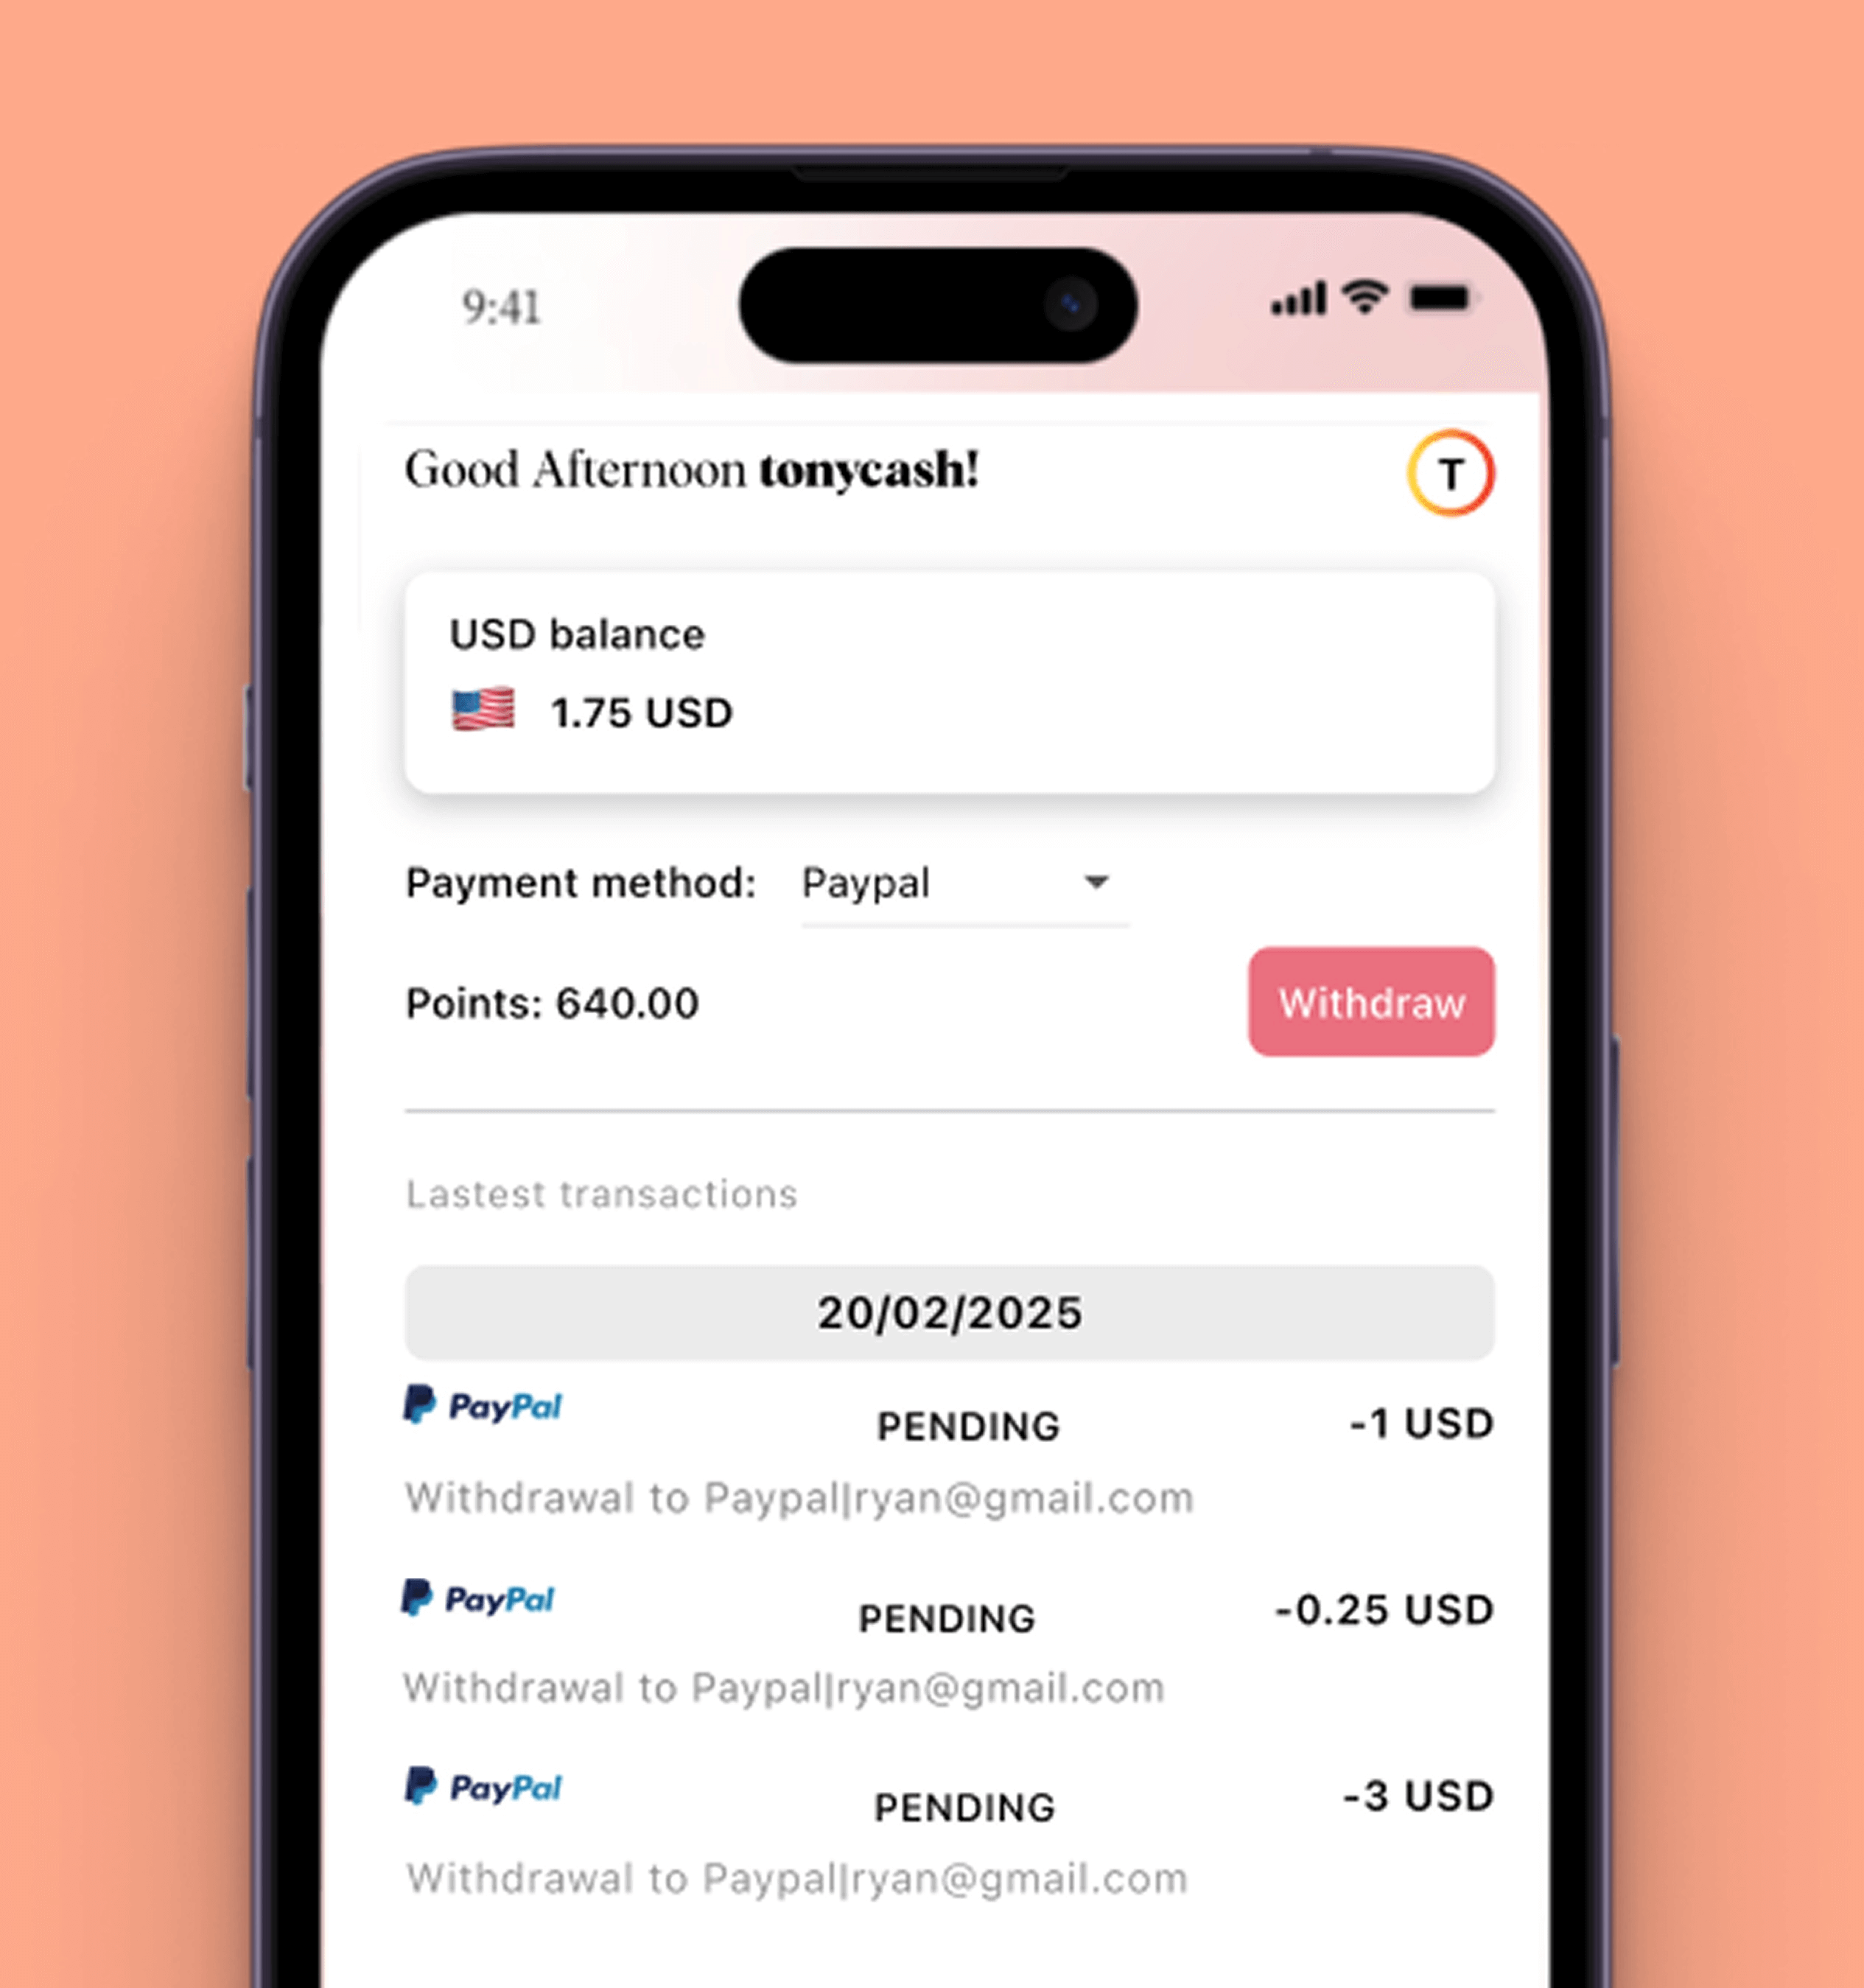 9:41
Good Afternoon tonycash!
T
USD balance
1.75 USD
Payment method: Paypal
Points: 640.00 Withdraw
Lastest transactions
20/02/2025
PayPal PENDING -1 USD
Withdrawal to Paypal|ryan@gmail.com
PayPal PENDING -0.25 USD
Withdrawal to Paypal|ryan@gmail.com
PayPal PENDING -3 USD
Withdrawal to Paypal|ryan@gmail.com